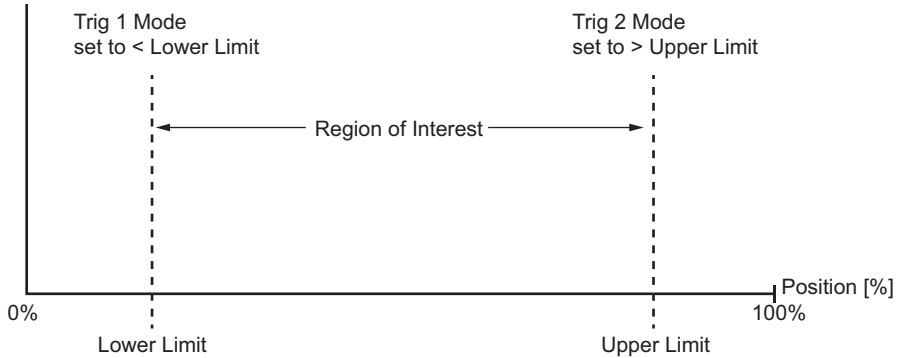 Trig 1 Mode
set to < Lower Limit
Trig 2 Mode
set to > Upper Limit
Region of Interest
Position [%]
0%
100%
Lower Limit
Upper Limit